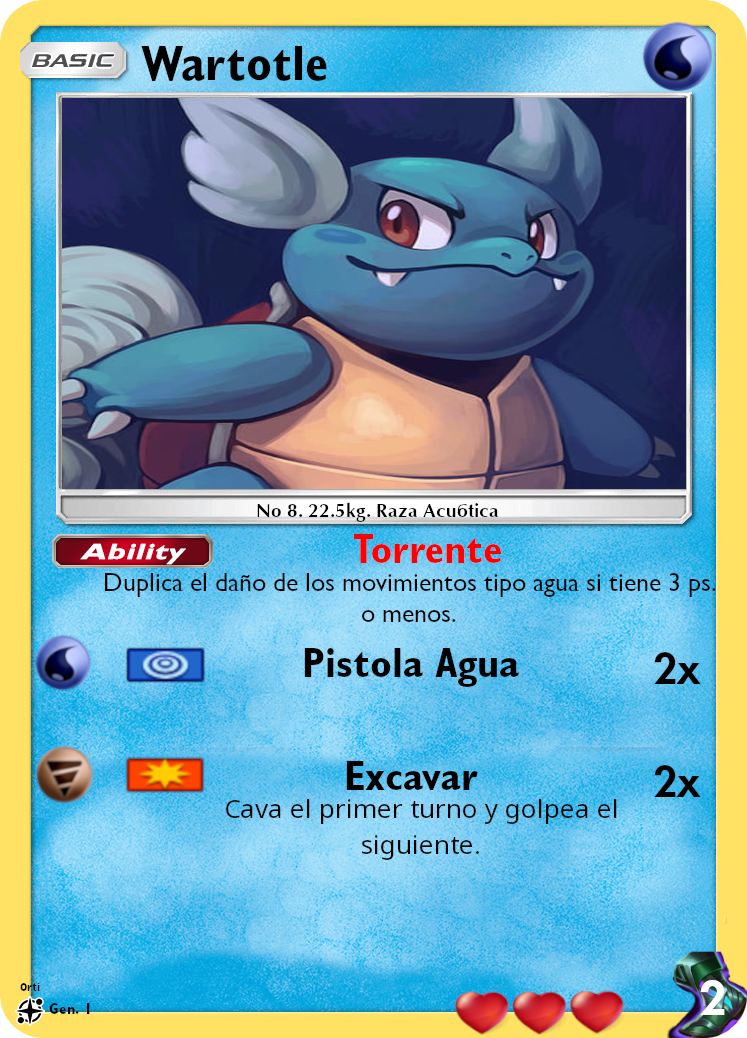 BASIC Wartotle
No 8. 22.5kg. Raza Acu6tica
Ability Torrente
Duplica el daño de los movimientos tipo agua si tiene 3 ps.
o menos.
Pistola Agua 2x
Excavar 2x
Cava el primer turno y golpea el
siguiente.
Orti
Gen. 1
2